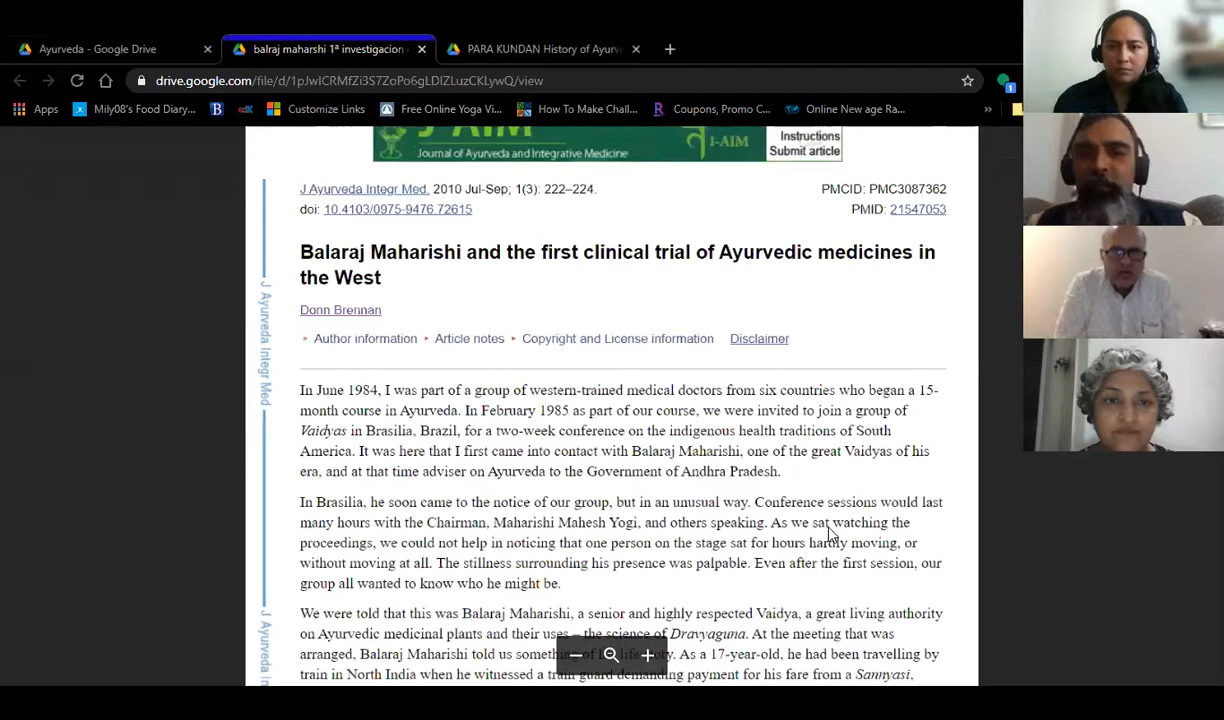 Ayurveda - Google Drive
balraj maharshi 1ª investigacion
PARA KUNDAN History of Ayurv
drive.google.com/file/d/1pJwlCRMfZi3S7ZoPo6gLDlZLuzCKLywQ/view
Apps
Mily08's Food Diary...
B
Customize Links
Free Online Yoga Vi...
How To Make Chall...
Coupons, Promo C...
Online New age Ra...
»
J-AIM
Journal of Ayurveda and Integrative Medicine
I-AIM
Instructions
Submit article
J Ayurveda Integr Med. 2010 Jul-Sep; 1(3): 222–224.
PMCID: PMC3087362
doi: 10.4103/0975-9476.72615
PMID: 21547053
Balaraj Maharishi and the first clinical trial of Ayurvedic medicines in
the West
Donn Brennan
Author information Article notes Copyright and License information Disclaimer
In June 1984, I was part of a group of western-trained medical doctors from six countries who began a 15-
month course in Ayurveda. In February 1985 as part of our course, we were invited to join a group of
Vaidyas in Brasilia, Brazil, for a two-week conference on the indigenous health traditions of South
America. It was here that I first came into contact with Balaraj Maharishi, one of the great Vaidyas of his
era, and at that time adviser on Ayurveda to the Government of Andhra Pradesh.
In Brasilia, he soon came to the notice of our group, but in an unusual way. Conference sessions would last
many hours with the Chairman, Maharishi Mahesh Yogi, and others speaking. As we sat watching the
proceedings, we could not help in noticing that one person on the stage sat for hours hardly moving, or
without moving at all. The stillness surrounding his presence was palpable. Even after the first session, our
group all wanted to know who he might be.
We were told that this was Balaraj Maharishi, a senior and highly respected Vaidya, a great living authority
on Ayurvedic medicinal plants and their uses – the science of Dravyaguna. At the meeting that was
arranged, Balaraj Maharishi told us something of his life story. As a 17-year-old, he had been travelling by
train in North India when he witnessed a train guard demanding payment for his fare from a Sannyasi,
J Ayurveda Integr Med
J Ayurveda In
1